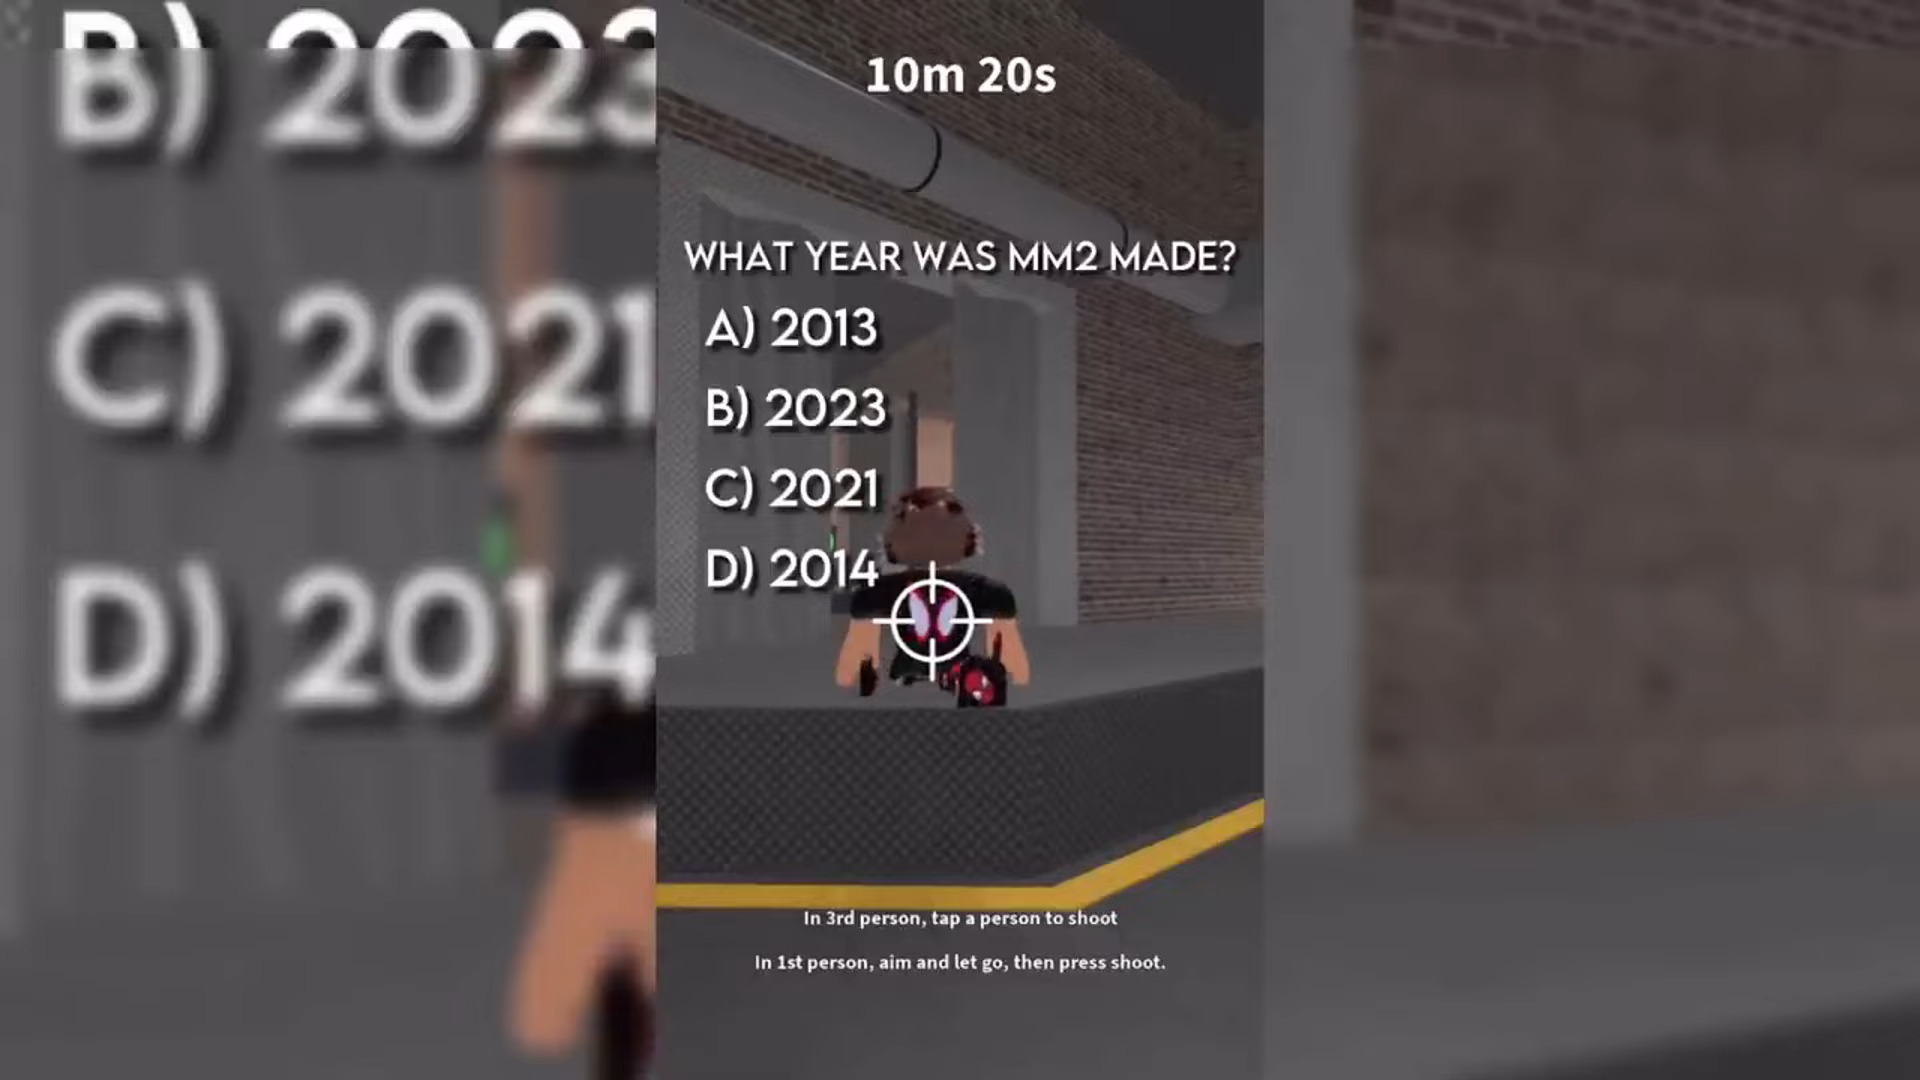 B) 2023
C) 2021
D) 2014
10m 20s
WHAT YEAR WAS MM2 MADE?
A) 2013
B) 2023
C) 2021
D) 2014
In 3rd person, tap a person to shoot
In 1st person, aim and let go, then press shoot.